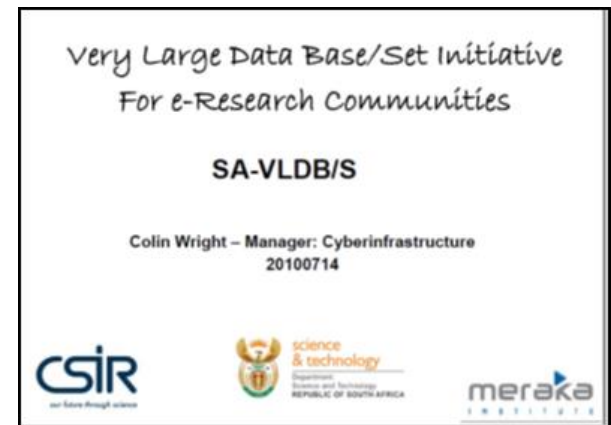 Very Large Data Base/Set Initiative
For e-Research Communities
SA-VLDB/S
Colin Wright – Manager: Cyberinfrastructure
20100714
CSIR
our future through science
science
& technology
Department:
Science and Technology
REPUBLIC OF SOUTH AFRICA
meraka
INSTITUTE